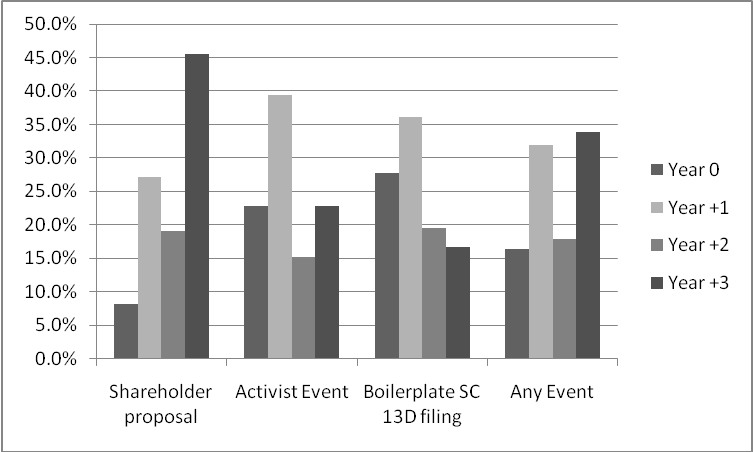 50.0%
45.0%
40.0%
35.0%
30.0%
25.0%
20.0%
15.0%
10.0%
5.0%
0.0%
Shareholder
proposal
Activist Event
Boilerplate SC
13D filing
Any Event
Year 0
Year +1
Year +2
Year +3